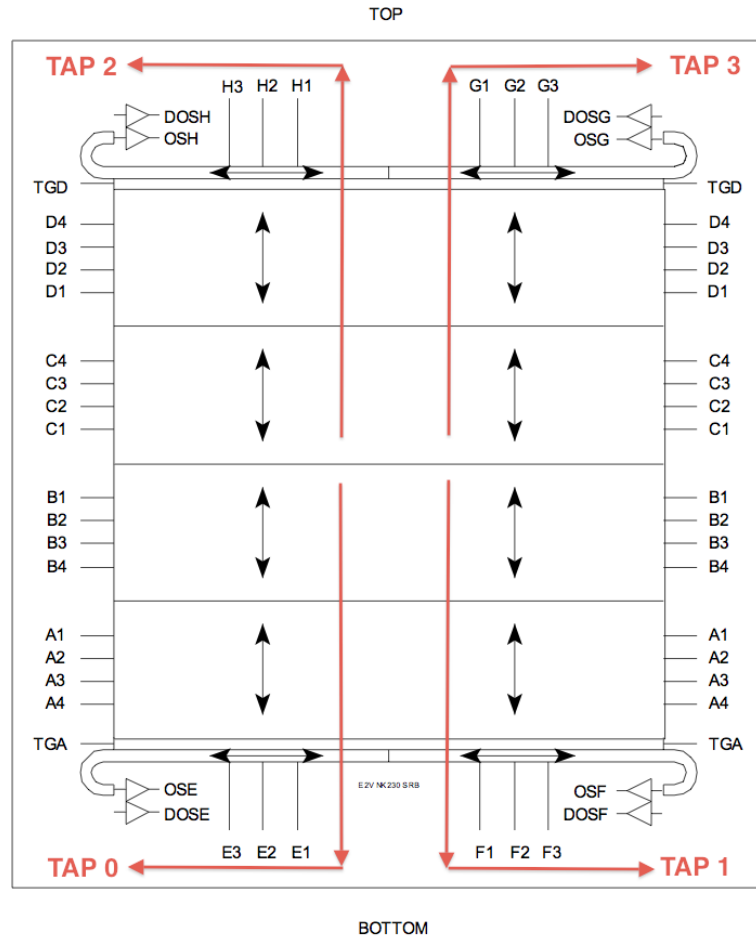 TOP
TAP 2 TAP 3
H3 H2 H1 G1 G2 G3
DOSH DOSG
OSH OSG
TGD TGD
D4 D4
D3 D3
D2 D2
D1 D1
C4 C4
C3 C3
C2 C2
C1 C1
B1 B1
B2 B2
B3 B3
B4 B4
A1 A1
A2 A2
A3 A3
A4 A4
TGA TGA
OSE E2V NK230 SRB OSF
DOSE DOSF
E3 E2 E1 F1 F2 F3
TAP 0 TAP 1
BOTTOM